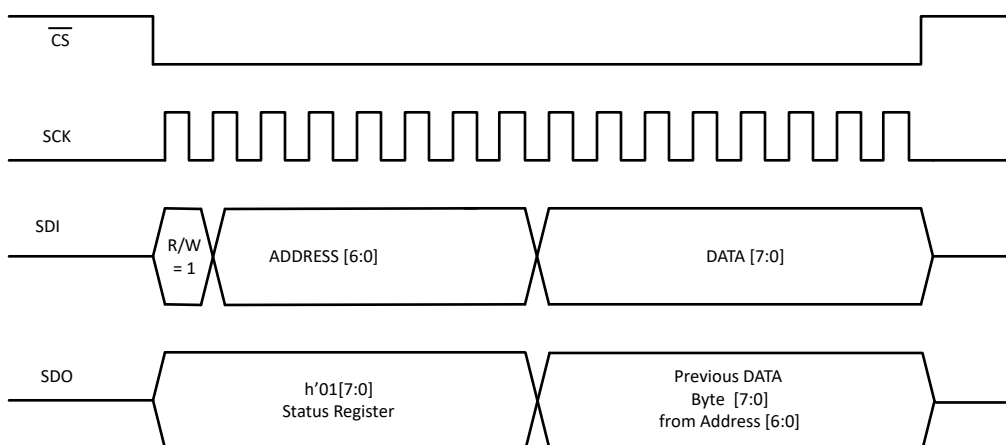 CS
SCK
SDI
R/W
= 1
ADDRESS [6:0]
DATA [7:0]
SDO
h'01[7:0]
Status Register
Previous DATA
Byte [7:0]
from Address [6:0]